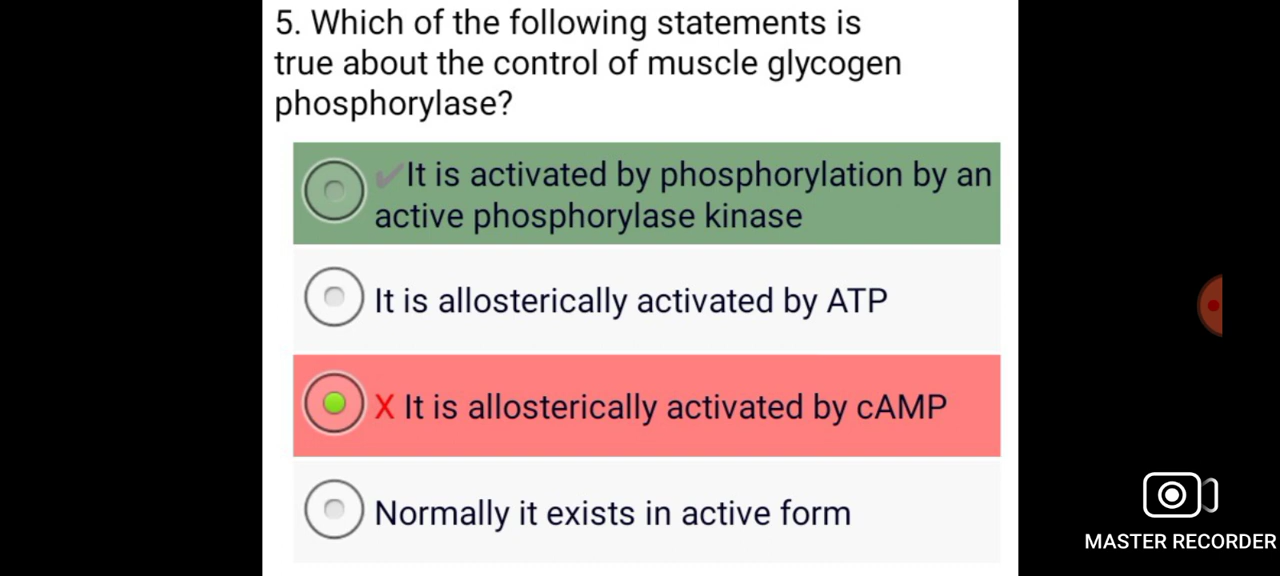 5. Which of the following statements is
true about the control of muscle glycogen
phosphorylase?
✔It is activated by phosphorylation by an
active phosphorylase kinase
It is allosterically activated by ATP
X It is allosterically activated by cAMP
Normally it exists in active form
MASTER RECORDER